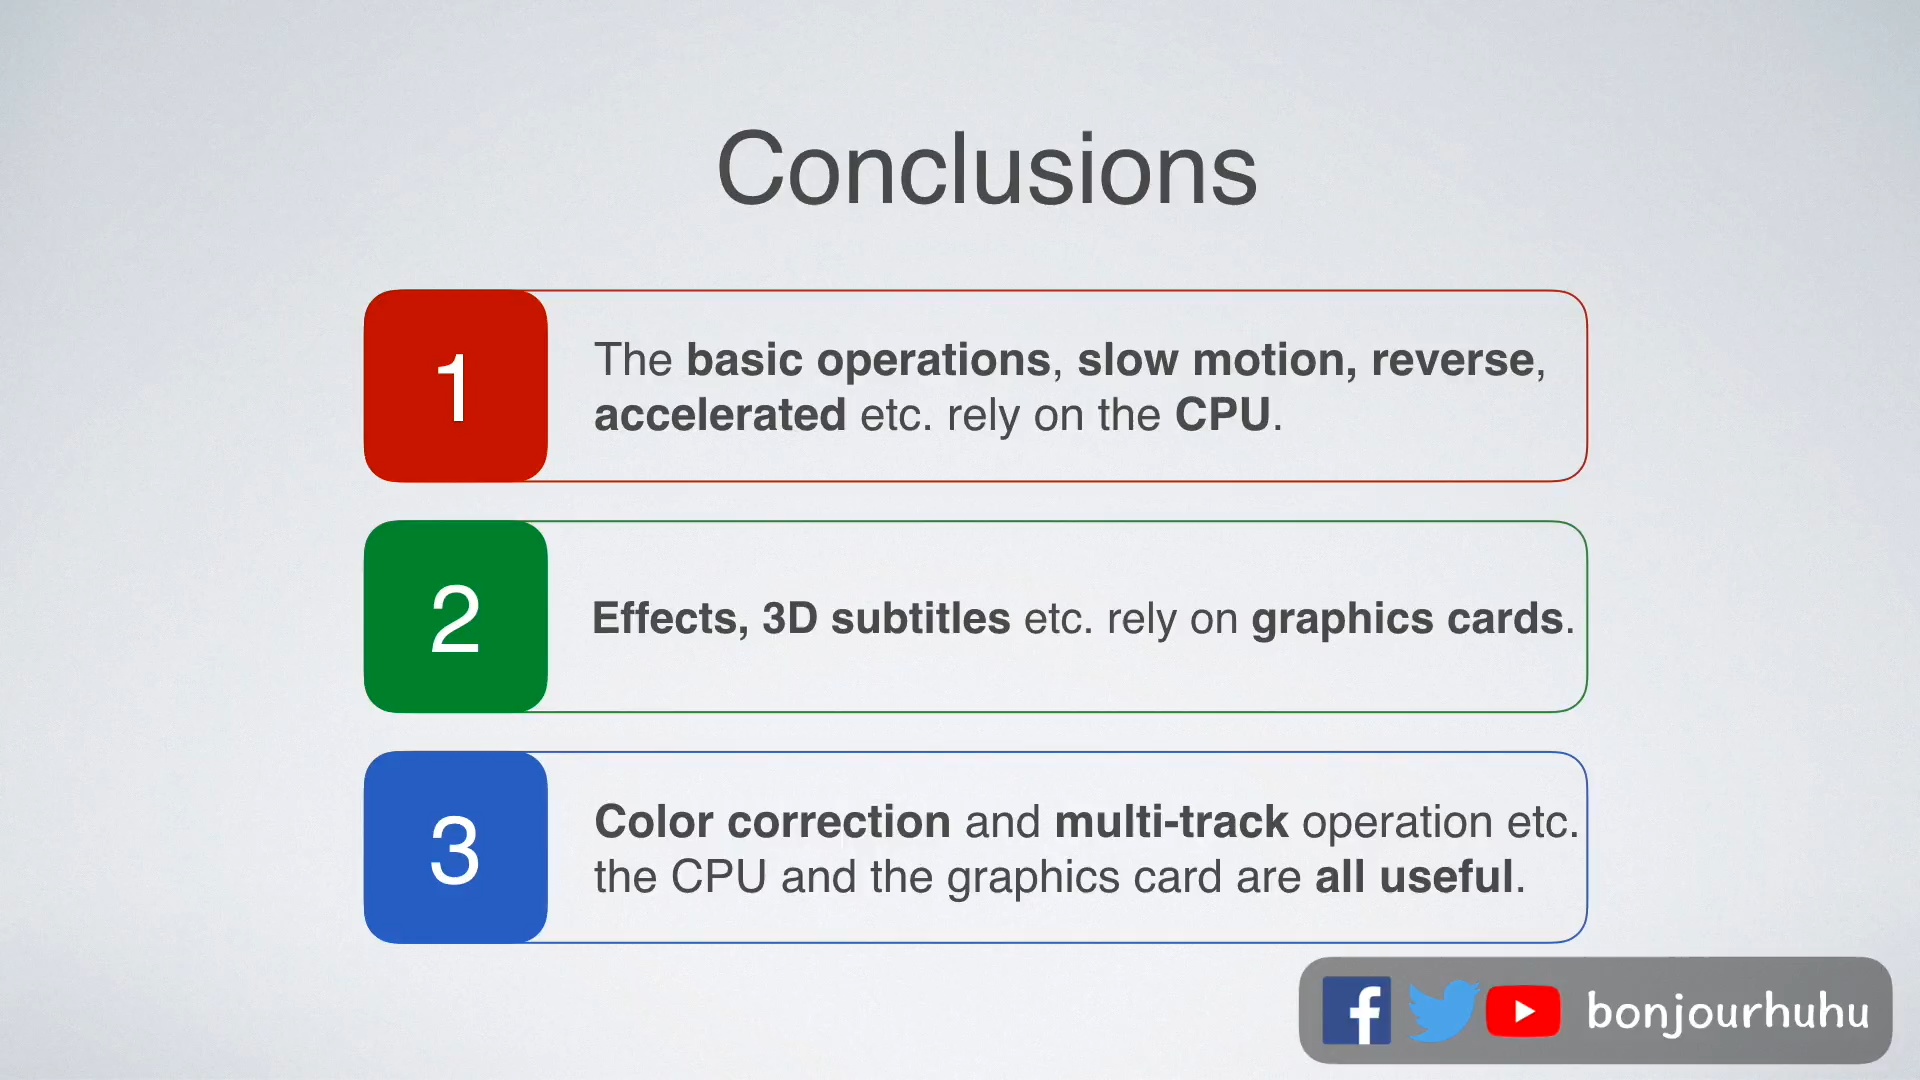 Conclusions
1
The basic operations, slow motion, reverse,
accelerated etc. rely on the CPU.
2
Effects, 3D subtitles etc. rely on graphics cards.
3
Color correction and multi-track operation etc.
the CPU and the graphics card are all useful.
bonjourhuhu